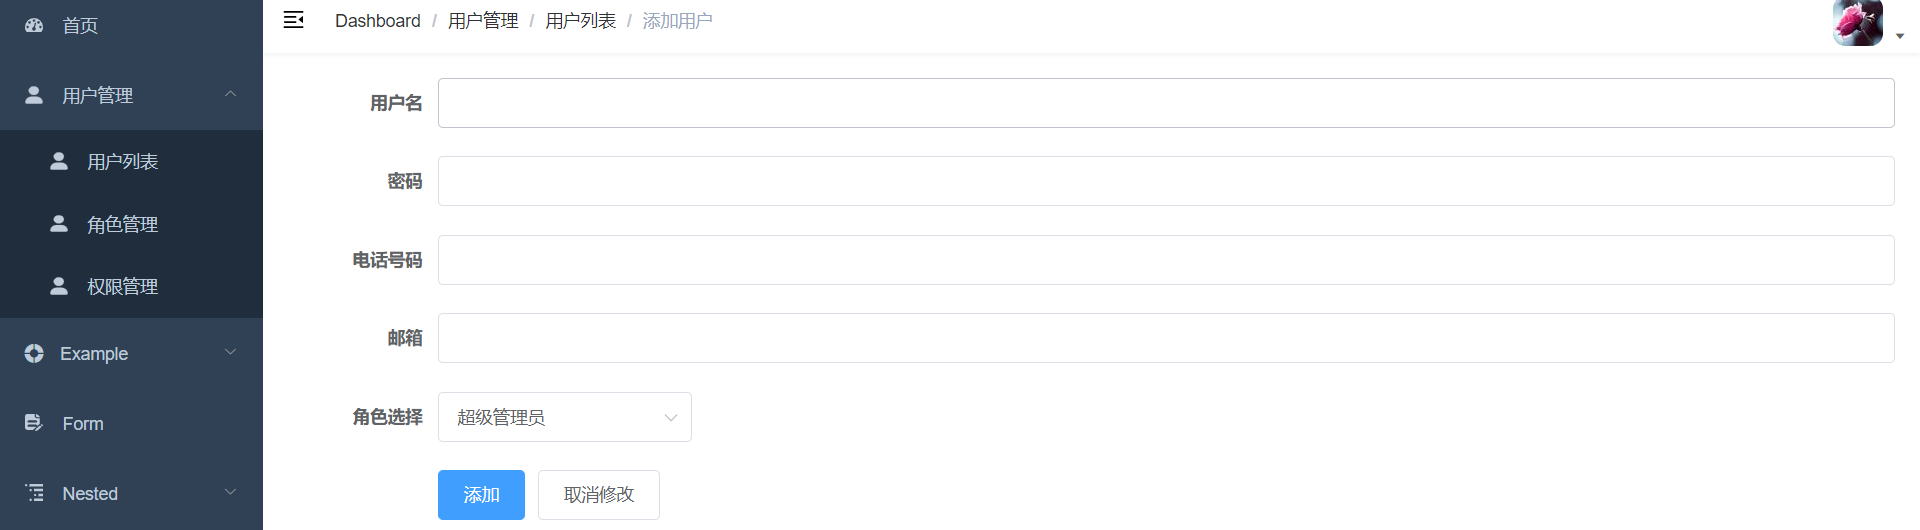 首页
用户管理
用户列表
角色管理
权限管理
Example
Form
Nested
Dashboard / 用户管理 / 用户列表 / 添加用户
用户名
密码
电话号码
邮箱
角色选择 超级管理员
添加 取消修改